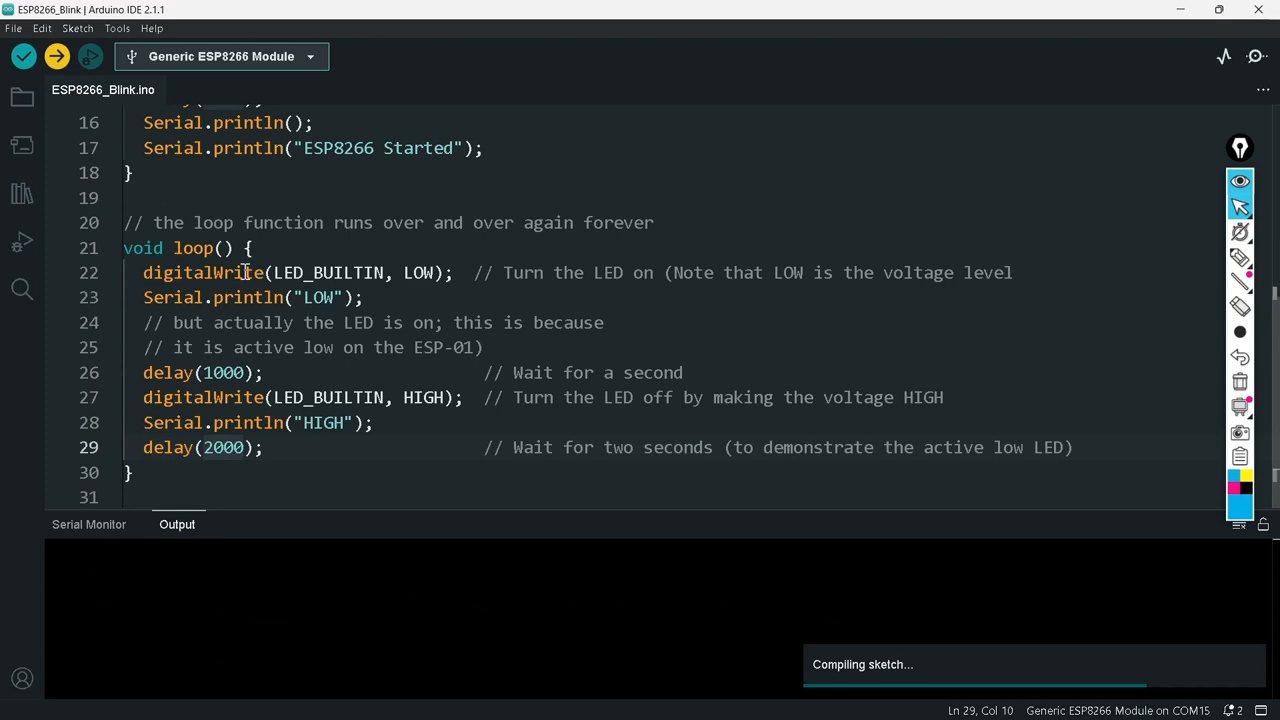 ESP8266_Blink | Arduino IDE 2.1.1
File Edit Sketch Tools Help
Generic ESP8266 Module
ESP8266_Blink.ino
16 Serial.println();
17 Serial.println("ESP8266 Started");
18 }
19
20 // the loop function runs over and over again forever
21 void loop() {
22 digitalWrite(LED_BUILTIN, LOW); // Turn the LED on (Note that LOW is the voltage level
23 Serial.println("LOW");
24 // but actually the LED is on; this is because
25 // it is active low on the ESP-01)
26 delay(1000); // Wait for a second
27 digitalWrite(LED_BUILTIN, HIGH); // Turn the LED off by making the voltage HIGH
28 Serial.println("HIGH");
29 delay(2000); // Wait for two seconds (to demonstrate the active low LED)
30 }
31
Serial Monitor Output
Compiling sketch...
Ln 29, Col 10 Generic ESP8266 Module on COM15 2